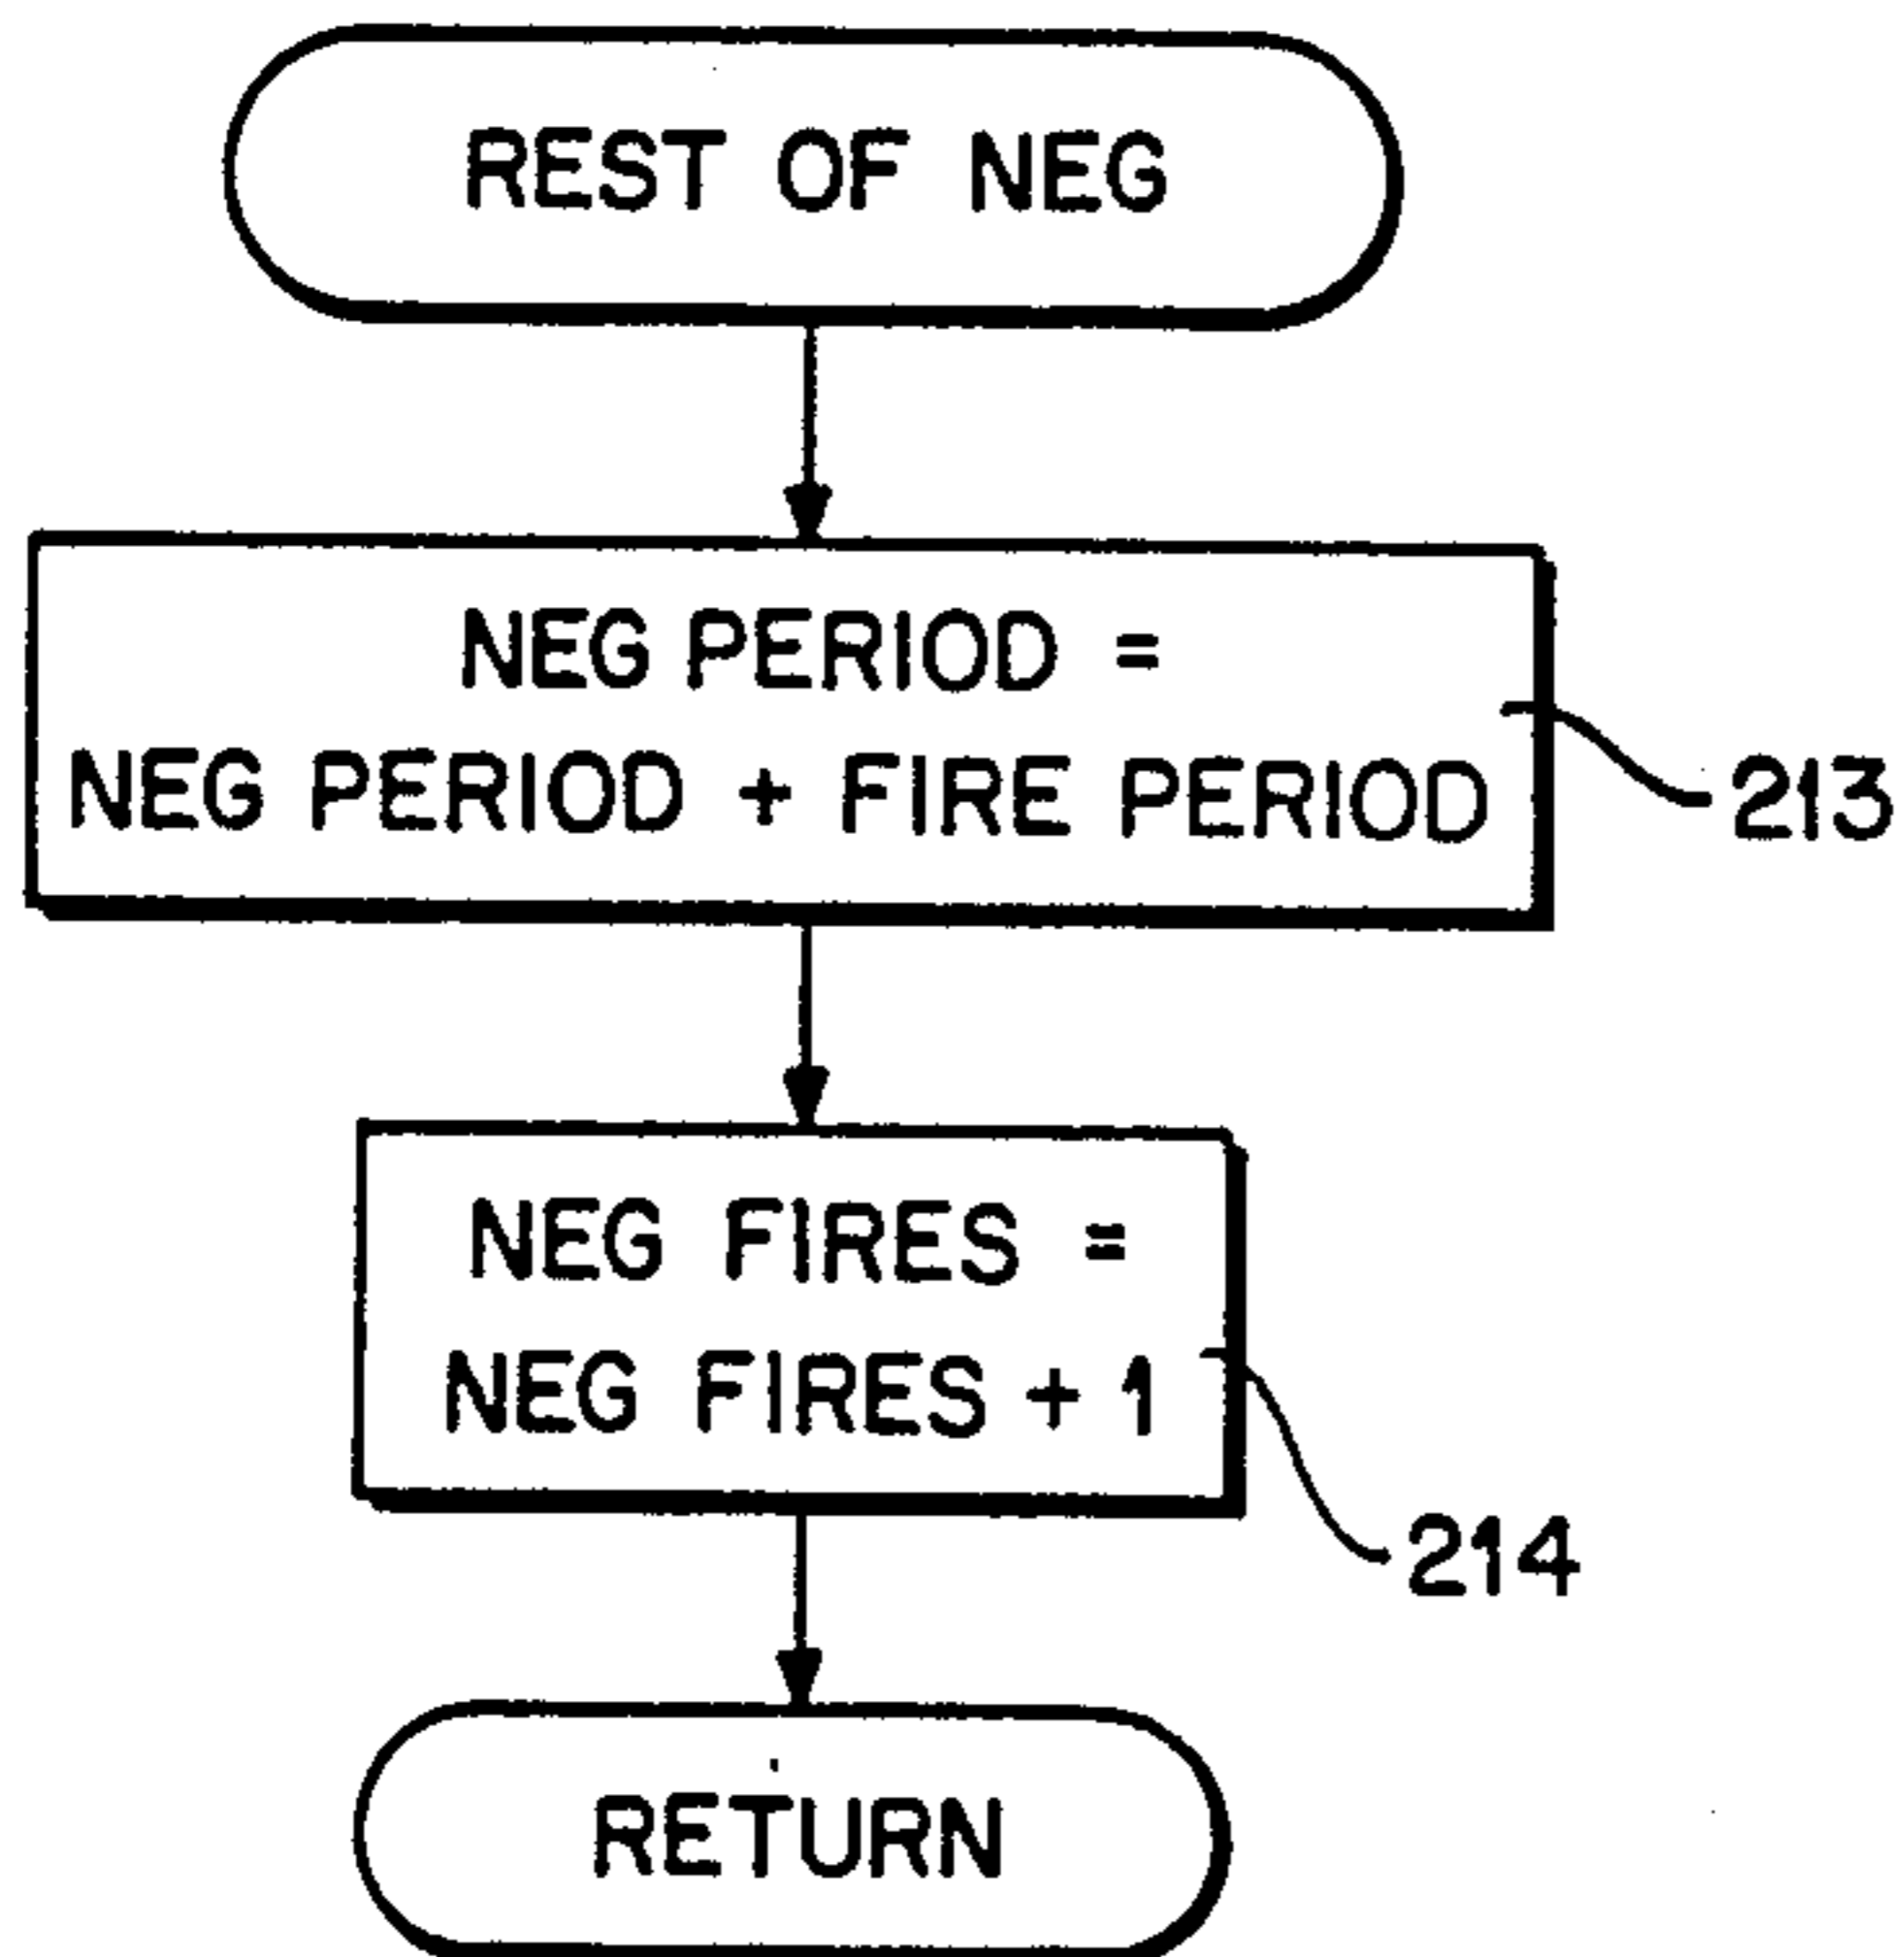 REST OF NEG
NEG PERIOD =
NEG PERIOD + FIRE PERIOD
213
NEG FIRES =
NEG FIRES + 1
214
RETURN